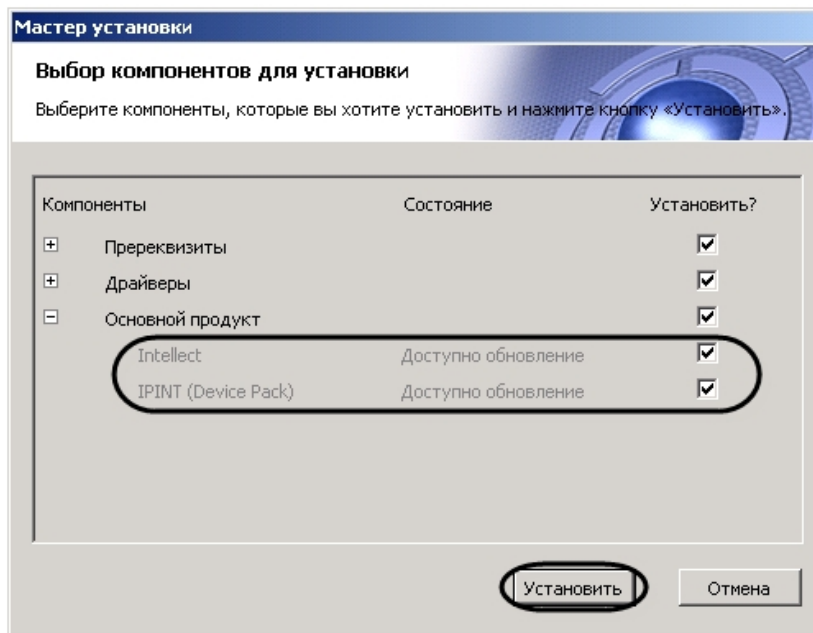 Мастер установки
Выбор компонентов для установки
Выберите компоненты, которые вы хотите установить и нажмите кнопку «Установить».
Компоненты Состояние Установить?
Пререквизиты
Драйверы
Основной продукт
Intellect Доступно обновление
IPINT (Device Pack) Доступно обновление
Установить Отмена